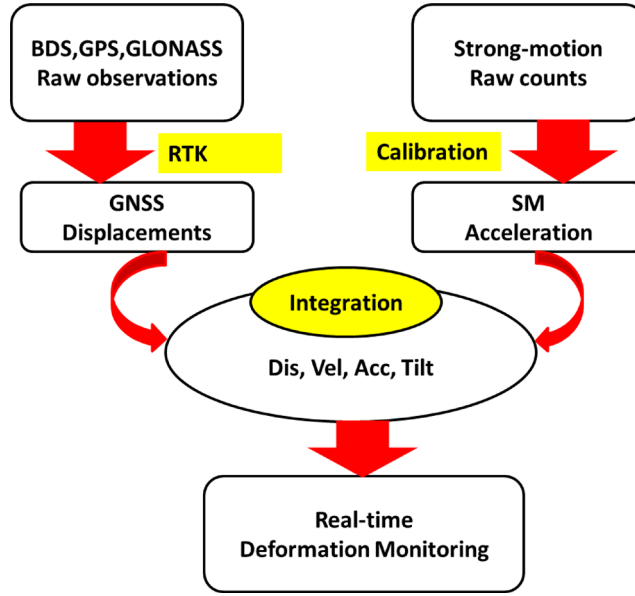 BDS,GPS,GLONASS
Raw observations
Strong-motion
Raw counts
RTK
Calibration
GNSS
Displacements
SM
Acceleration
Integration
Dis, Vel, Acc, Tilt
Real-time
Deformation Monitoring